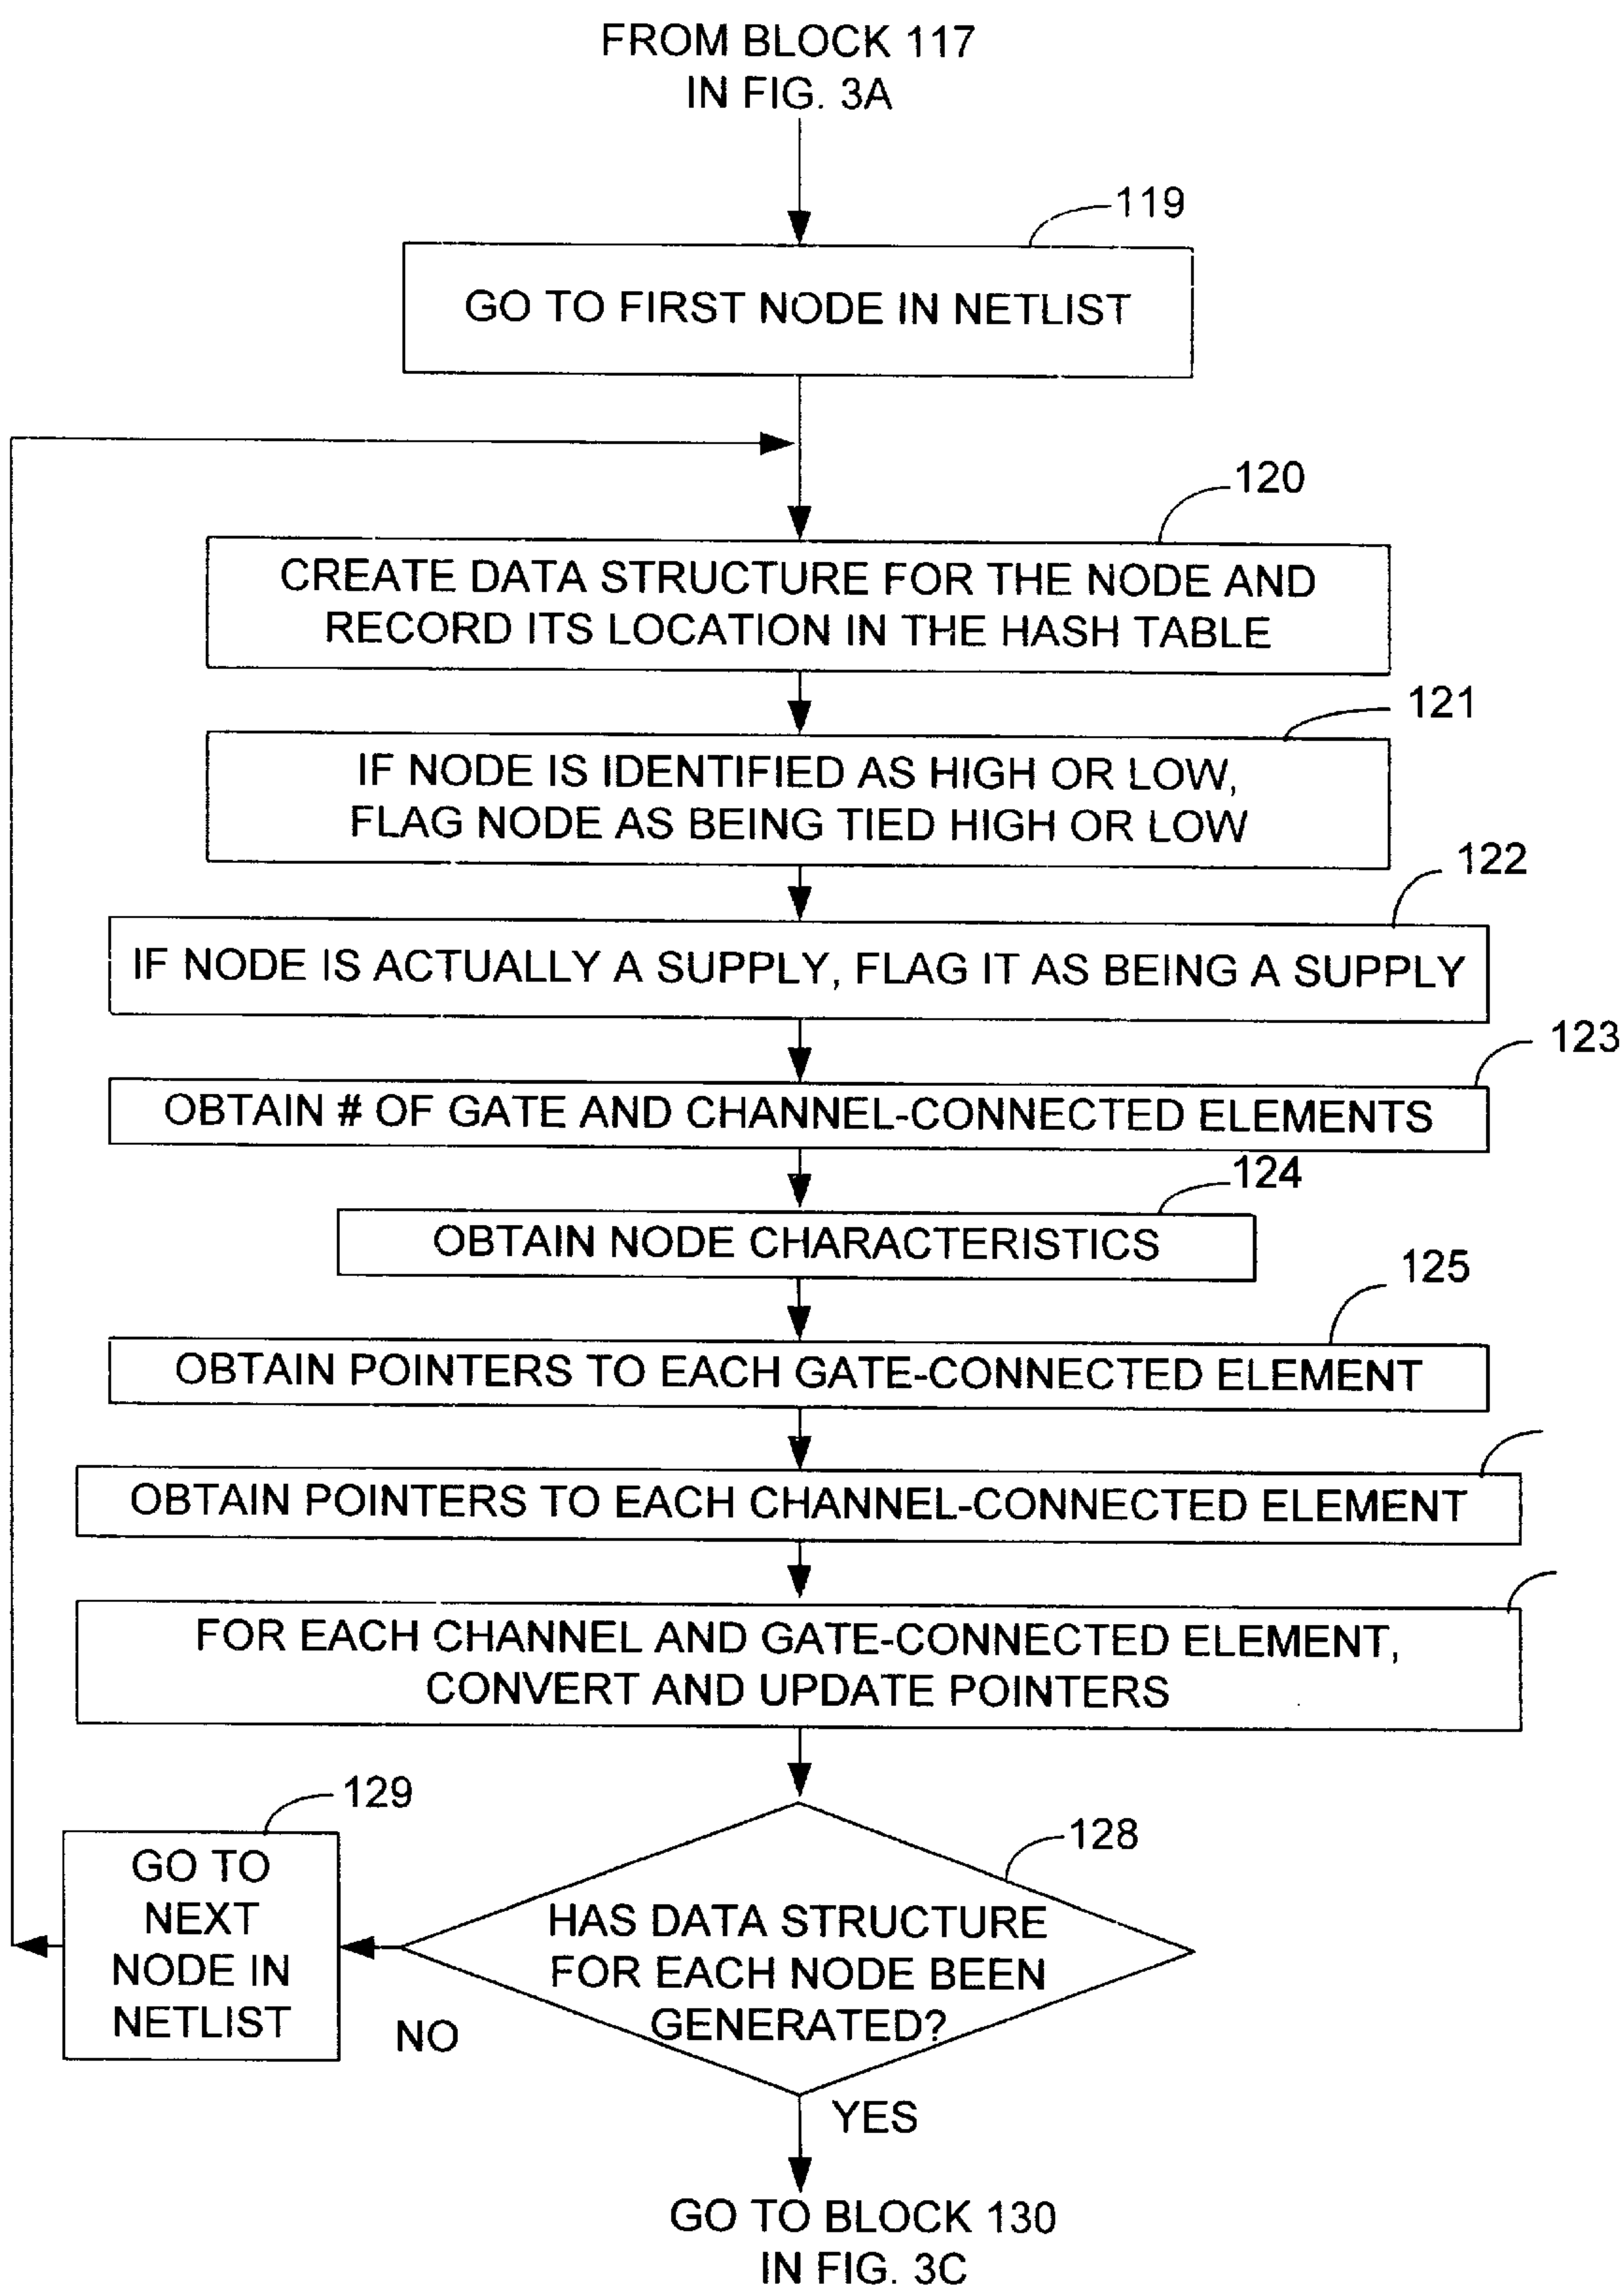 FROM BLOCK 117
IN FIG. 3A
119
GO TO FIRST NODE IN NETLIST
120
CREATE DATA STRUCTURE FOR THE NODE AND
RECORD ITS LOCATION IN THE HASH TABLE
121
IF NODE IS IDENTIFIED AS HIGH OR LOW,
FLAG NODE AS BEING TIED HIGH OR LOW
122
IF NODE IS ACTUALLY A SUPPLY, FLAG IT AS BEING A SUPPLY
123
OBTAIN # OF GATE AND CHANNEL-CONNECTED ELEMENTS
124
OBTAIN NODE CHARACTERISTICS
125
OBTAIN POINTERS TO EACH GATE-CONNECTED ELEMENT
OBTAIN POINTERS TO EACH CHANNEL-CONNECTED ELEMENT
FOR EACH CHANNEL AND GATE-CONNECTED ELEMENT,
CONVERT AND UPDATE POINTERS
129
GO TO
NEXT
NODE IN
NETLIST
128
HAS DATA STRUCTURE
FOR EACH NODE BEEN
GENERATED?
NO
YES
GO TO BLOCK 130
IN FIG. 3C